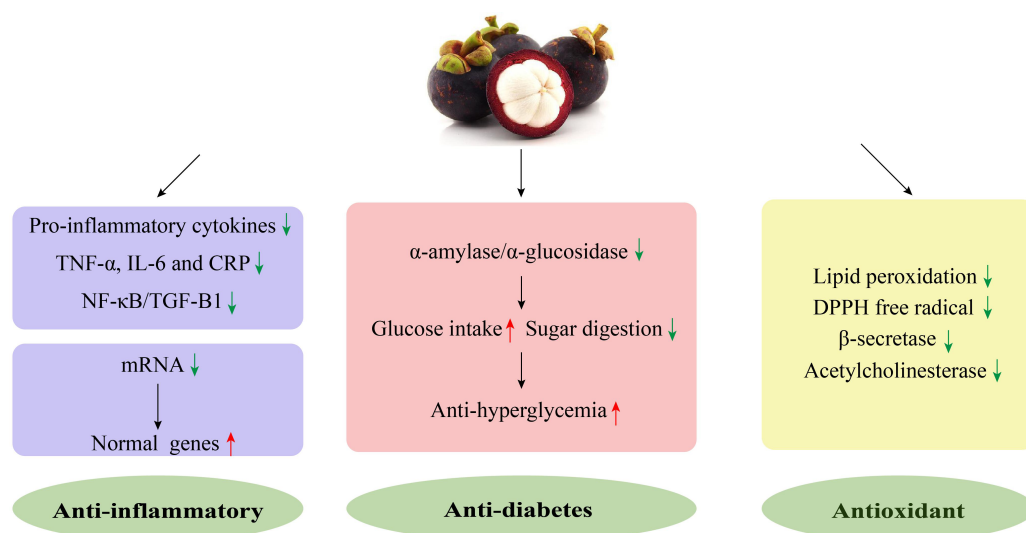 Pro-inflammatory cytokines ↓
TNF-α, IL-6 and CRP ↓
NF-κB/TGF-B1 ↓
mRNA ↓
Normal genes ↑
Anti-inflammatory
α-amylase/α-glucosidase ↓
Glucose intake ↑ Sugar digestion ↓
Anti-hyperglycemia ↑
Anti-diabetes
Lipid peroxidation ↓
DPPH free radical ↓
β-secretase ↓
Acetylcholinesterase ↓
Antioxidant